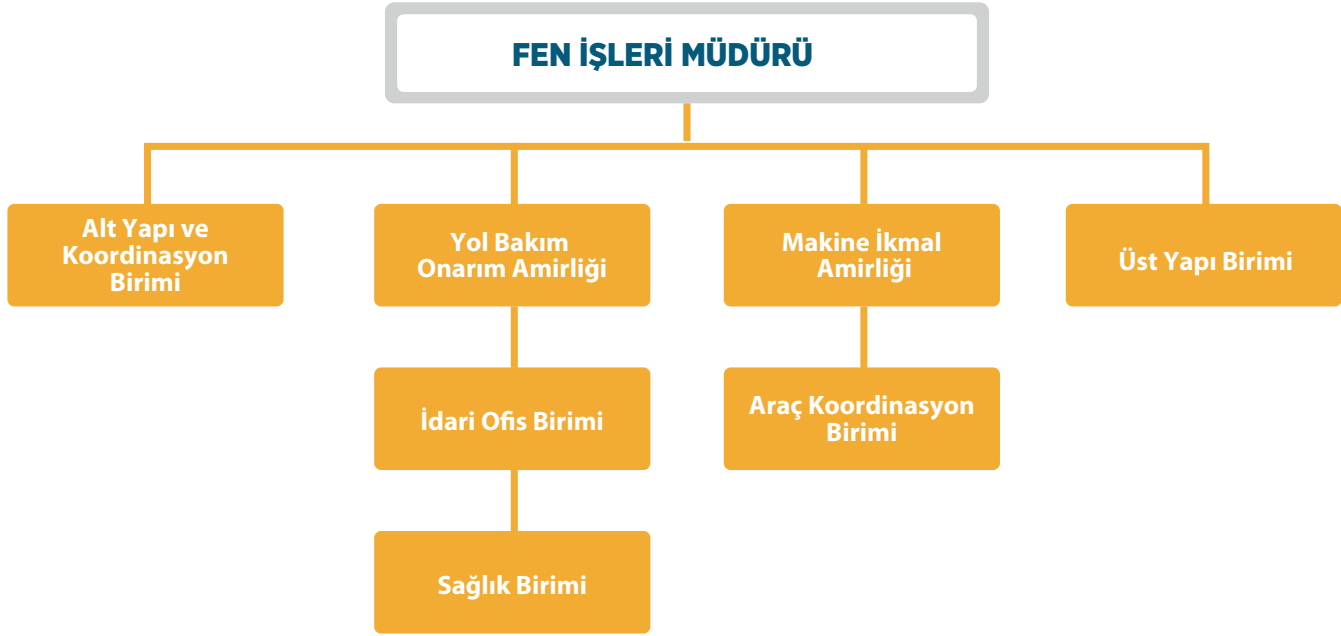 FEN İŞLERİ MÜDÜRÜ
Alt Yapı ve
Koordinasyon
Birimi
Yol Bakım
Onarım Amirliği
Makine İkmal
Amirliği
Üst Yapı Birimi
İdari Ofis Birimi
Araç Koordinasyon
Birimi
Sağlık Birimi